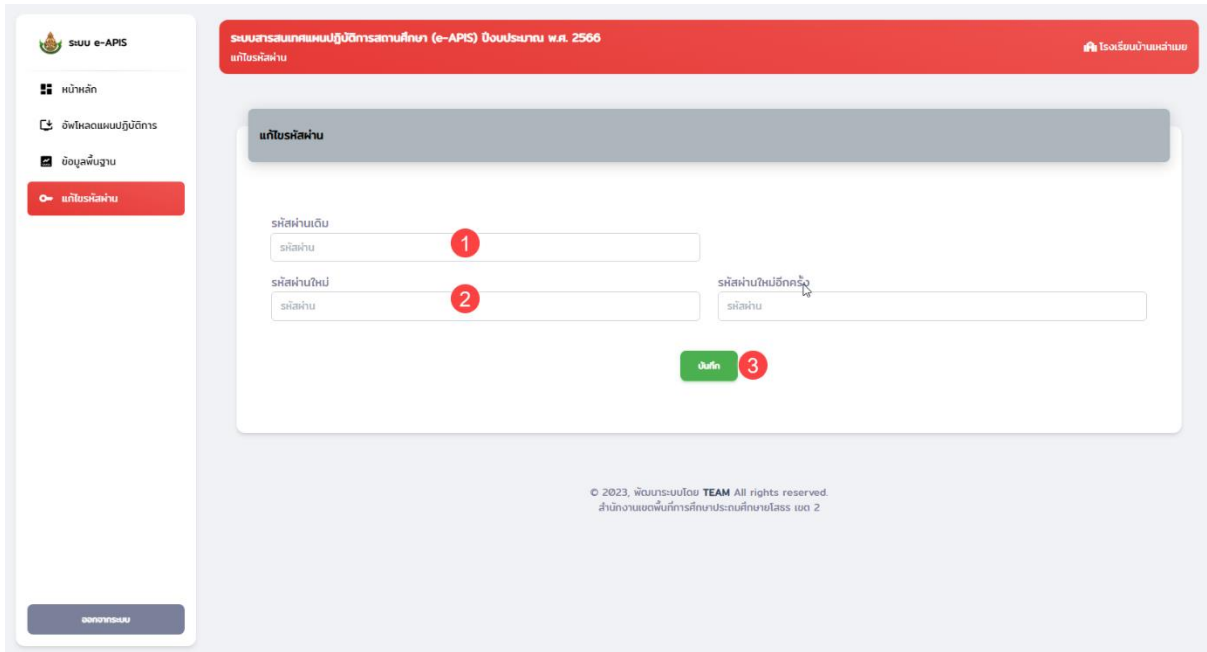 ระบบ e-APIS
หน้าหลัก
อัพโหลดแผนปฏิบัติการ
ข้อมูลพื้นฐาน
แก้ไขรหัสผ่าน
ออกจากระบบ
ระบบสารสนเทศแผนปฏิบัติการสถานศึกษา (e-APIS) ปีงบประมาณ พ.ศ. 2566
แก้ไขรหัสผ่าน
โรงเรียนบ้านเหล่าเมย
แก้ไขรหัสผ่าน
รหัสผ่านเดิม
รหัสผ่าน
1
รหัสผ่านใหม่
รหัสผ่าน
2
รหัสผ่านใหม่อีกครั้ง
รหัสผ่าน
บันทึก
3
© 2023, พัฒนาระบบโดย TEAM All rights reserved.
สำนักงานเขตพื้นที่การศึกษาประถมศึกษายโสธร เขต 2